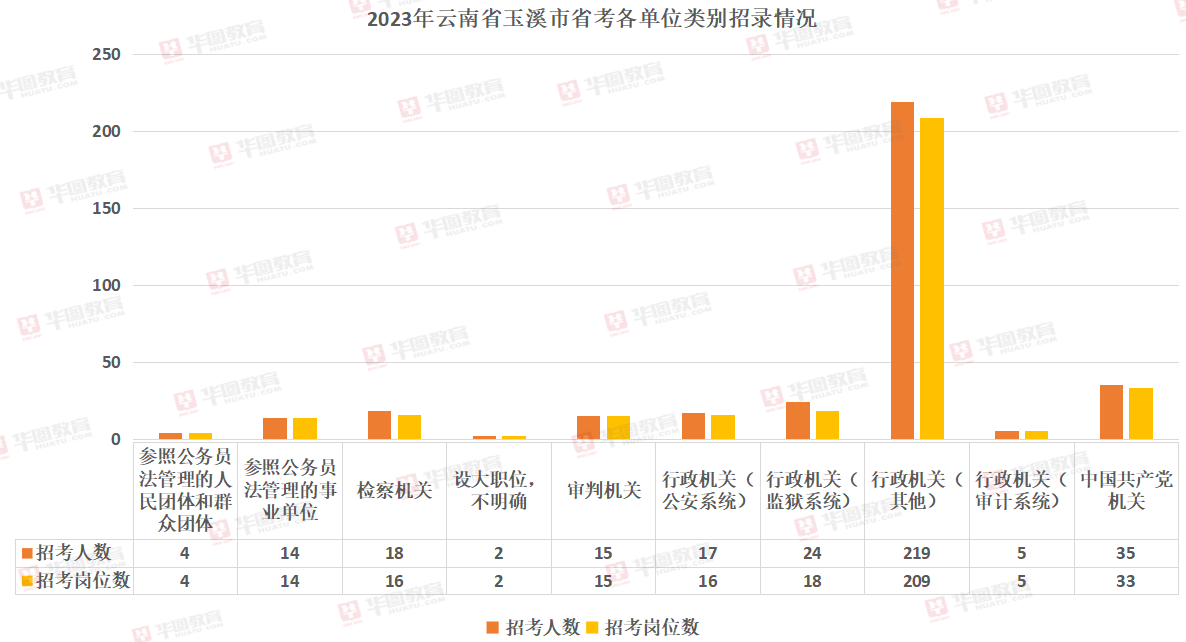 2023年云南省玉溪市省考各单位类别招录情况
250
200
150
100
50
0
参照公务员
法管理的人
民团体和群
众团体
参照公务员
法管理的事
业单位
检察机关
设大职位，
不明确
审判机关
行政机关（
公安系统）
行政机关（
监狱系统）
行政机关（
其他）
行政机关（
审计系统）
中国共产党
机关
招考人数 4 14 18 2 15 17 24 219 5 35
招考岗位数 4 14 16 2 15 16 18 209 5 33
招考人数 招考岗位数
华图教育
HUATU.COM